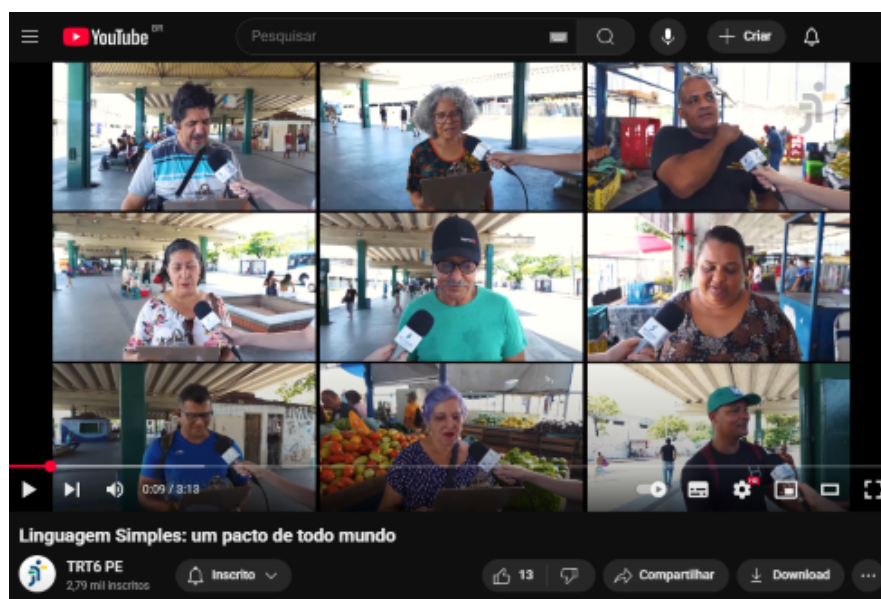 YouTube BR
Pesquisar
Criar
0:09 / 3:13
HD
Linguagem Simples: um pacto de todo mundo
TRT6 PE
2,79 mil inscritos
Inscrito
13
Compartilhar
Download